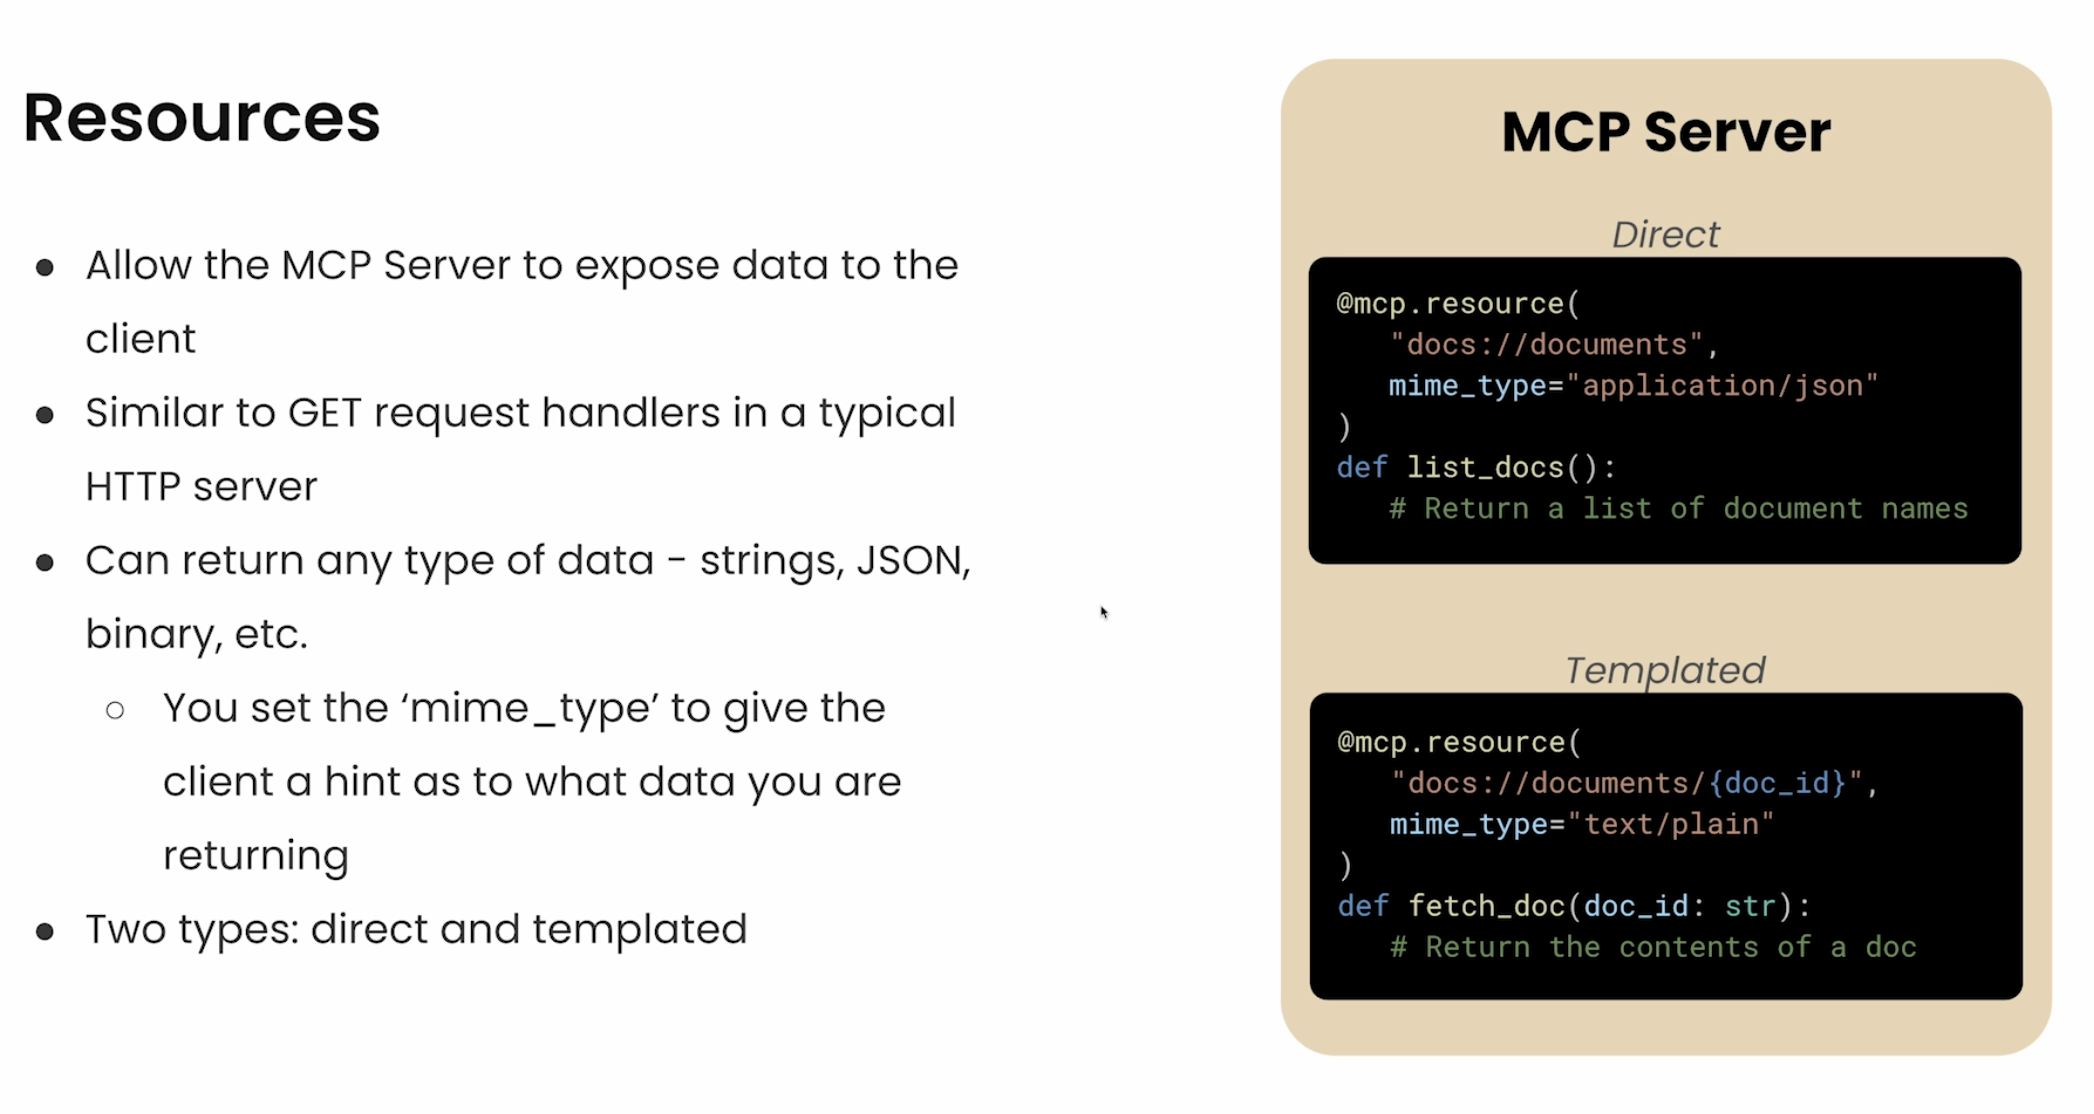 Resources
● Allow the MCP Server to expose data to the
client
● Similar to GET request handlers in a typical
HTTP server
● Can return any type of data - strings, JSON,
binary, etc.
○ You set the ‘mime_type’ to give the
client a hint as to what data you are
returning
● Two types: direct and templated
MCP Server
Direct
@mcp.resource(
"docs://documents",
mime_type="application/json"
)
def list_docs():
# Return a list of document names
Templated
@mcp.resource(
"docs://documents/{doc_id}",
mime_type="text/plain"
)
def fetch_doc(doc_id: str):
# Return the contents of a doc